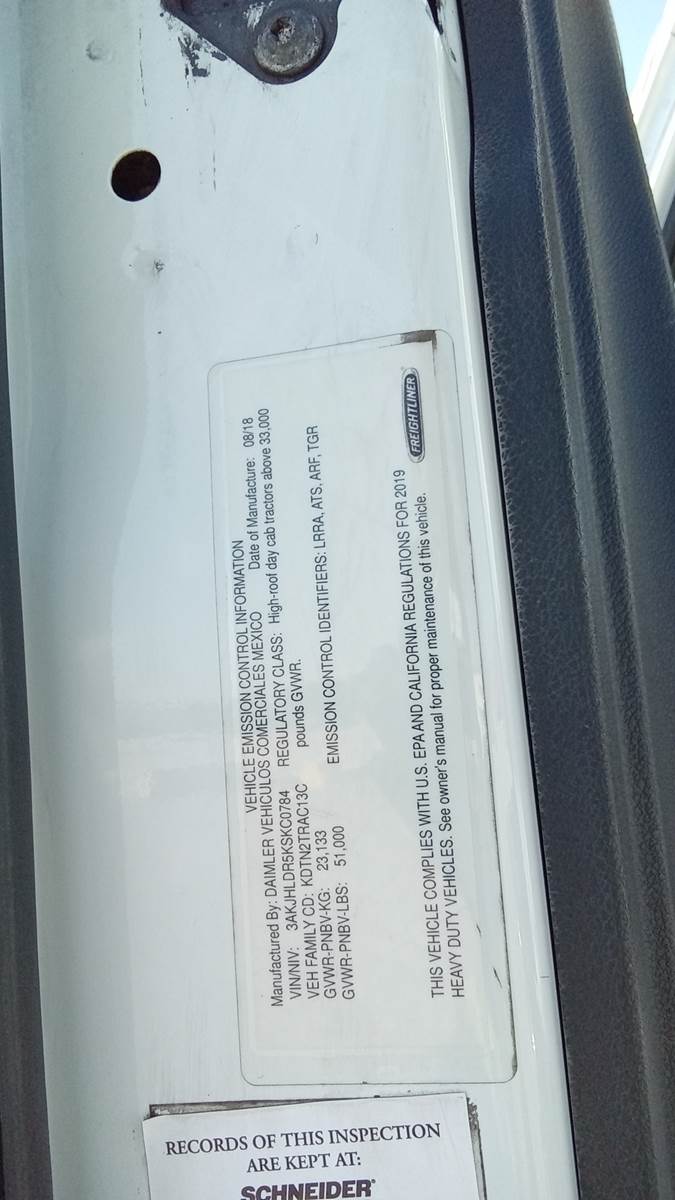 VEHICLE EMISSION CONTROL INFORMATION
Manufactured By: DAIMLER VEHICULOS COMERCIALES MEXICO Date of Manufacture: 08/18
VIN/NIV: 3AKJHLDR5KSKC0784 REGULATORY CLASS: High-roof day cab tractors above 33,000
VEH FAMILY CD: KDTN2TRAC13C pounds GVWR.
GVWR-PNBV-KG: 23,133
GVWR-PNBV-LBS: 51,000 EMISSION CONTROL IDENTIFIERS: LRRA, ATS, ARF, TGR
THIS VEHICLE COMPLIES WITH U.S. EPA AND CALIFORNIA REGULATIONS FOR 2019
HEAVY DUTY VEHICLES. See owner's manual for proper maintenance of this vehicle.
FREIGHTLINER
RECORDS OF THIS INSPECTION
ARE KEPT AT:
SCHNEIDER